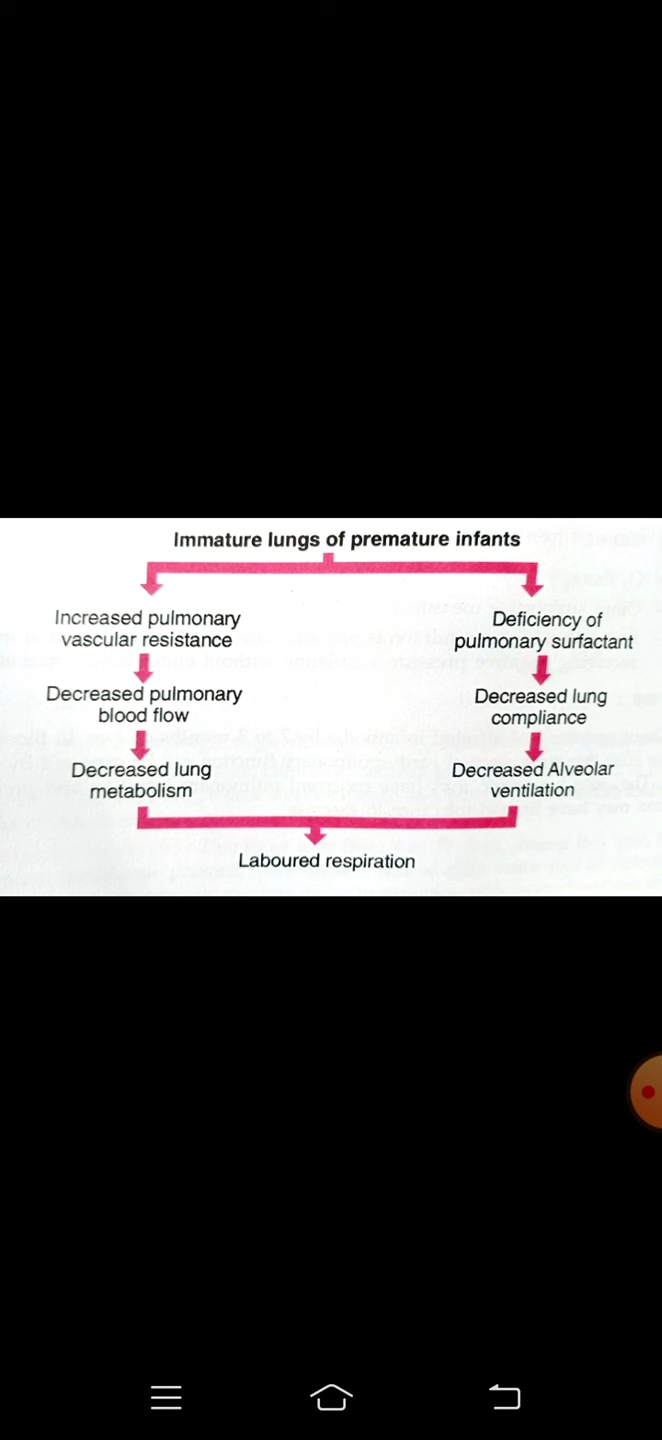 Immature lungs of premature infants
Increased pulmonary
vascular resistance
Decreased pulmonary
blood flow
Decreased lung
metabolism
Deficiency of
pulmonary surfactant
Decreased lung
compliance
Decreased Alveolar
ventilation
Laboured respiration